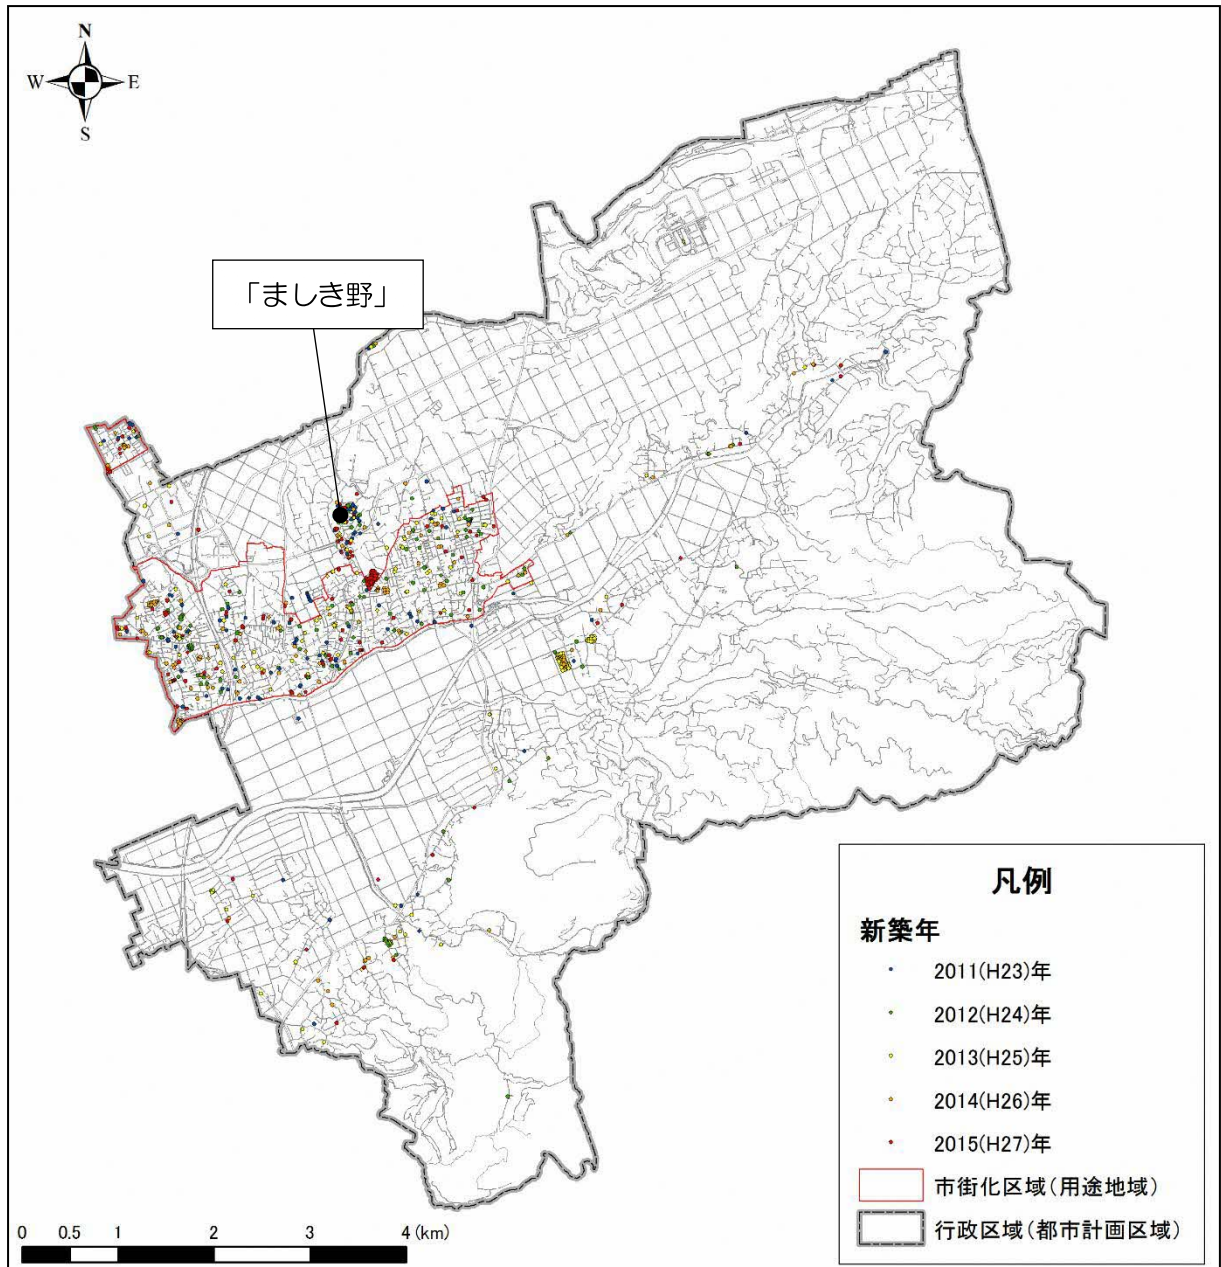 N
W
E
S
「ましき野」
凡例
新築年
2011(H23)年
2012(H24)年
2013(H25)年
2014(H26)年
2015(H27)年
市街化区域(用途地域)
行政区域(都市計画区域)
0 0.5 1 2 3 4 (km)